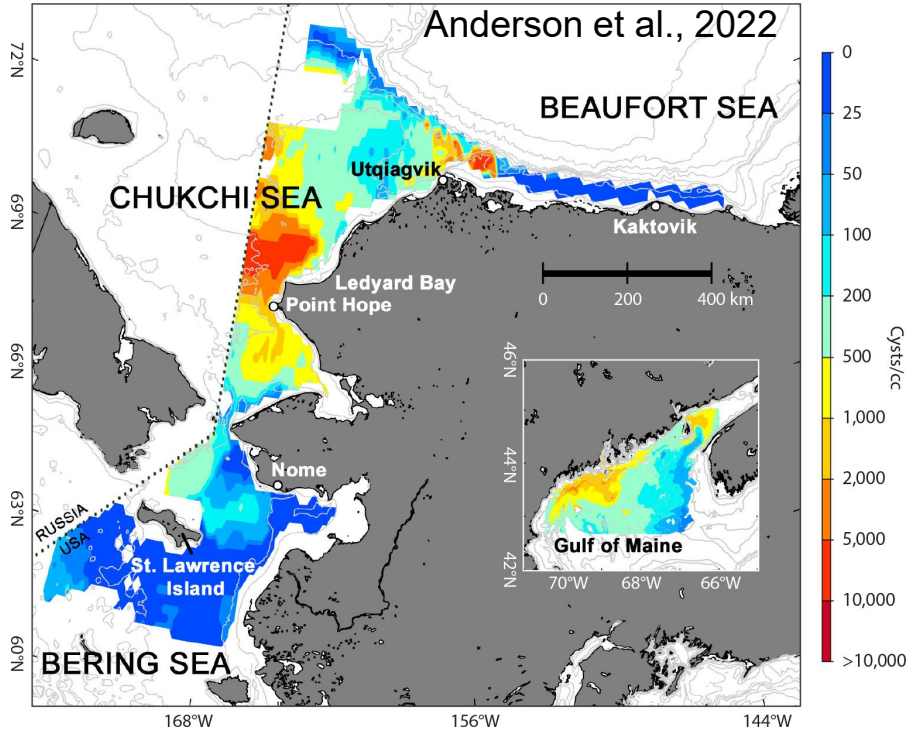 Anderson et al., 2022
72°N
BEAUFORT SEA
Utqiagvik
CHUKCHI SEA
69°N
Kaktovik
Ledyard Bay
Point Hope
0 200 400 km
66°N
46°N
44°N
42°N
Gulf of Maine
70°W 68°W 66°W
Nome
63°N
RUSSIA
USA
St. Lawrence
Island
60°N
BERING SEA
168°W 156°W 144°W
0
25
50
100
200
500
1,000
2,000
5,000
10,000
>10,000
Cysts/cc